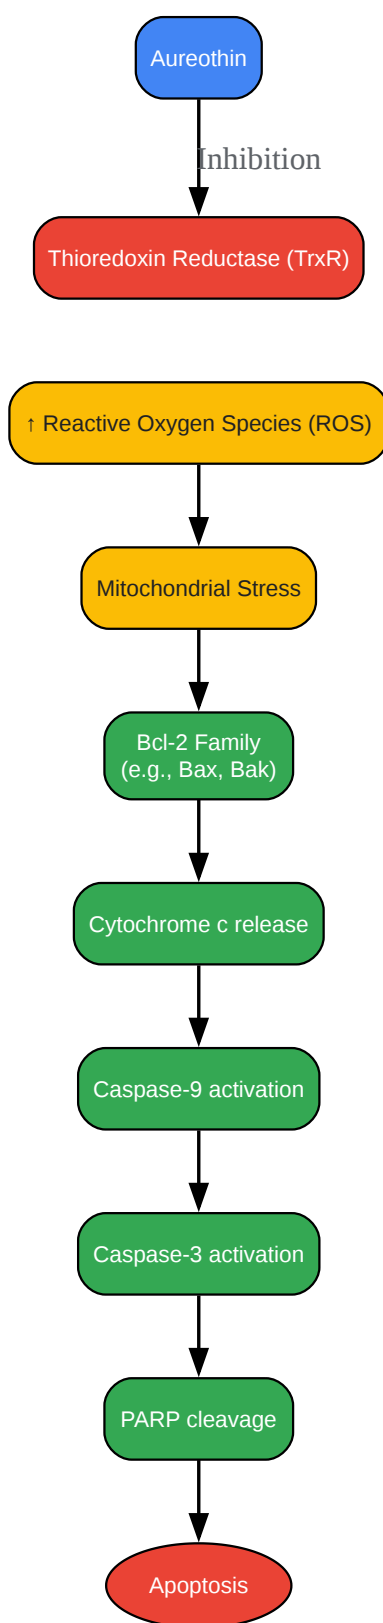 Aureothin
Inhibition
Thioredoxin Reductase (TrxR)
↑ Reactive Oxygen Species (ROS)
Mitochondrial Stress
Bcl-2 Family
(e.g., Bax, Bak)
Cytochrome c release
Caspase-9 activation
Caspase-3 activation
PARP cleavage
Apoptosis